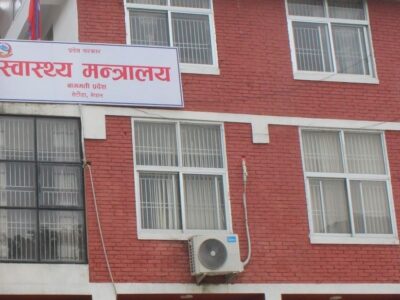 प्रदेश सरकार
स्वास्थ्य मन्त्रालय
बागमती प्रदेश
हेटौंडा, नेपाल